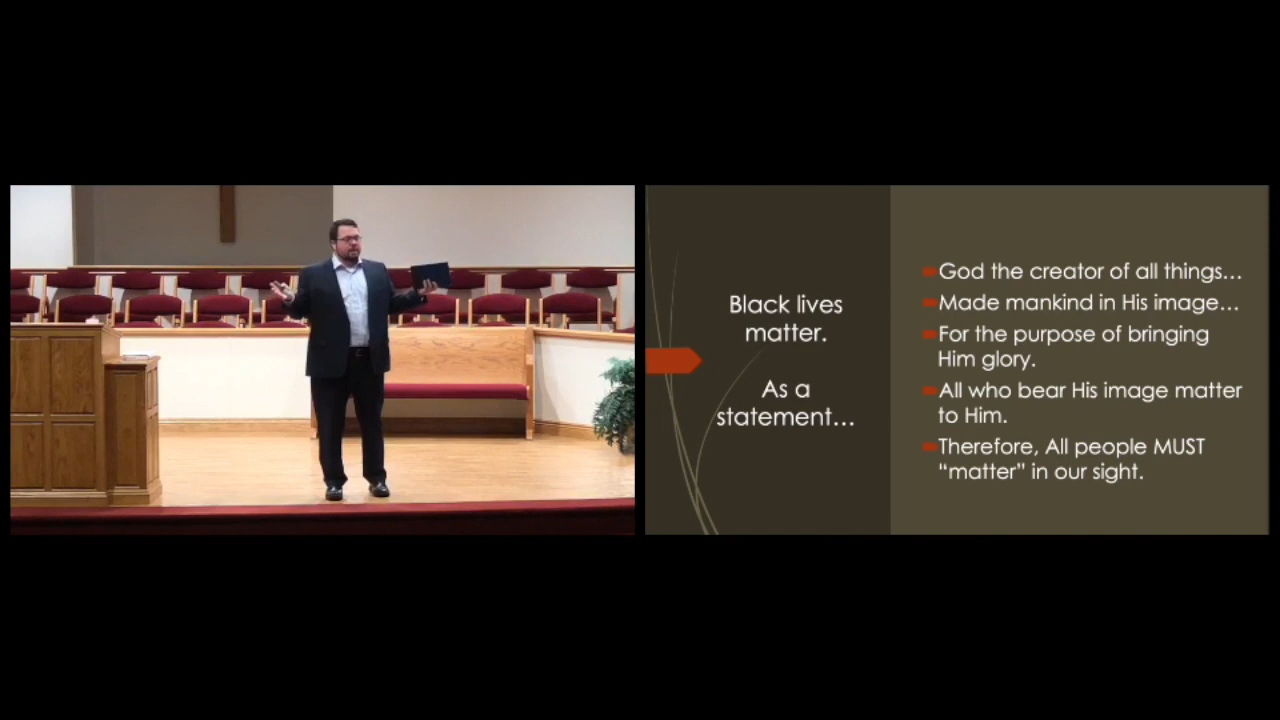 Black lives
matter.
As a
statement...
God the creator of all things...
Made mankind in His image...
For the purpose of bringing
Him glory.
All who bear His image matter
to Him.
Therefore, All people MUST
“matter” in our sight.